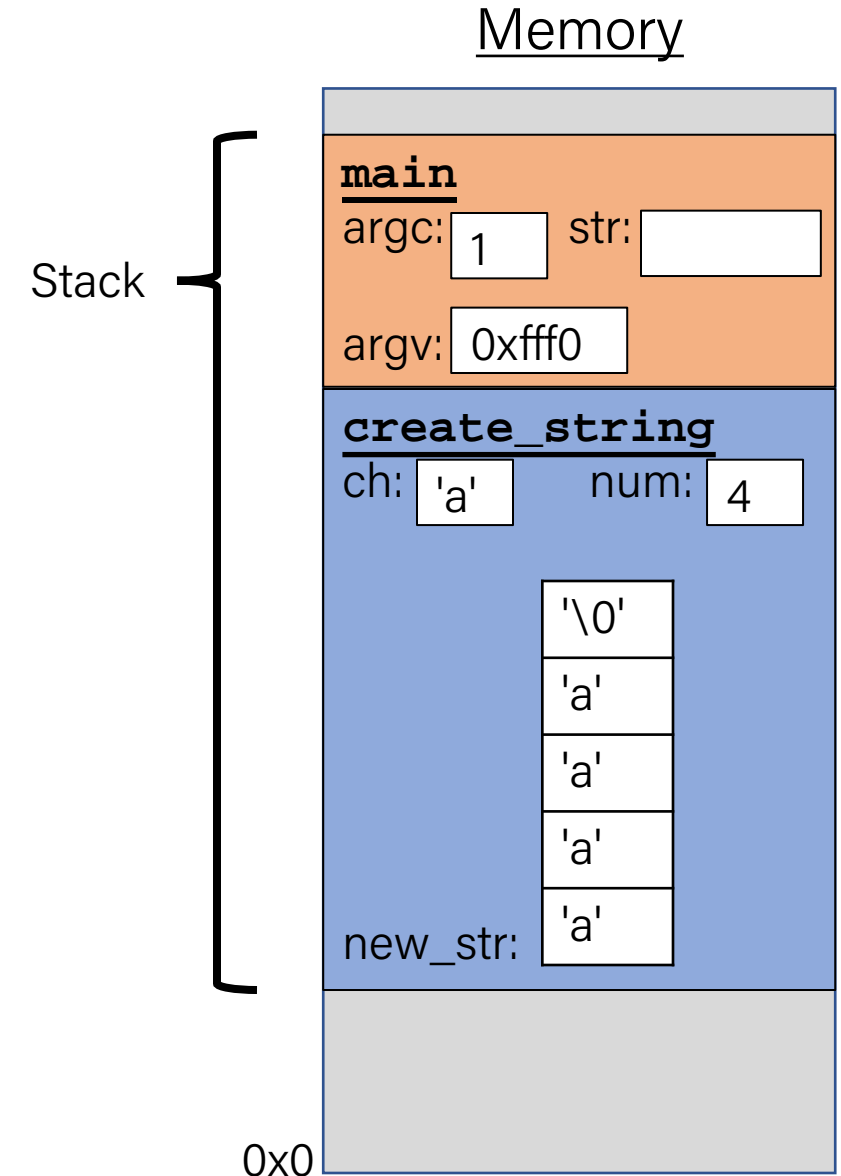 Memory
Stack
main
argc: 1 str:
argv: 0xfff0
create_string
ch: 'a' num: 4
'\0'
'a'
'a'
'a'
new_str: 'a'
0x0